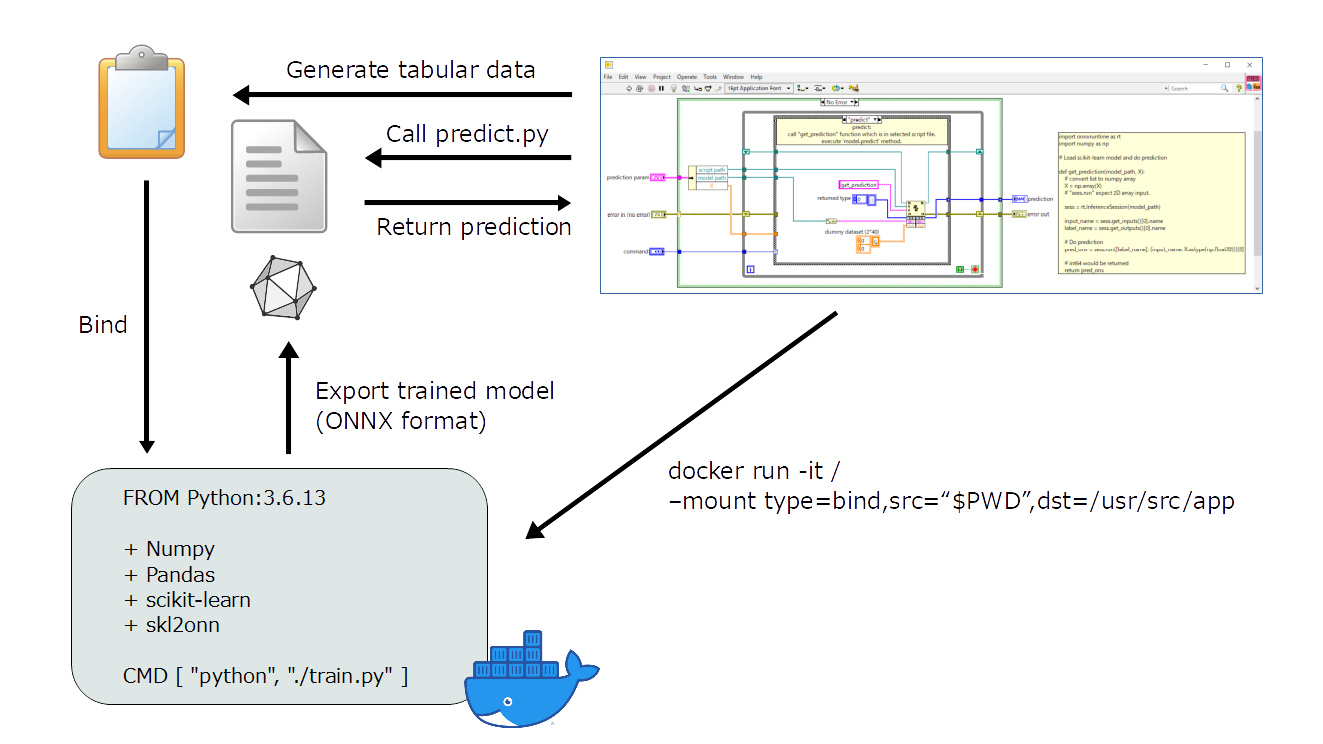 Generate tabular data
Call predict.py
Return prediction
File Edit View Project Operate Tools Window Help
16pt Application Font
Search
No Error
"predict"
predict:
call "get_prediction" function which is in selected script file.
execute 'model.predict' method.
prediction param
script path
model path
X
get_prediction
returned type
prediction
error in (no error)
error out
dummy dataset (2*40)
command
import onnxruntime as rt
import numpy as np
# Load scikit-learn model and do prediction
def get_prediction(model_path, X):
# convert list to numpy array
X = np.array(X)
# "sees.run" expect 2D array input.
sess = rt.InferenceSession(model_path)
input_name = sess.get_inputs()[0].name
label_name = sess.get_outputs()[0].name
# Do prediction
pred_onx = sess.run([label_name], {input_name: X.astype(np.float32)})[0]
# int64 would be returned
return pred_onx
Bind
Export trained model
(ONNX format)
docker run -it /
–mount type=bind,src=“$PWD”,dst=/usr/src/app
FROM Python:3.6.13
+ Numpy
+ Pandas
+ scikit-learn
+ skl2onn
CMD [ "python", "./train.py" ]